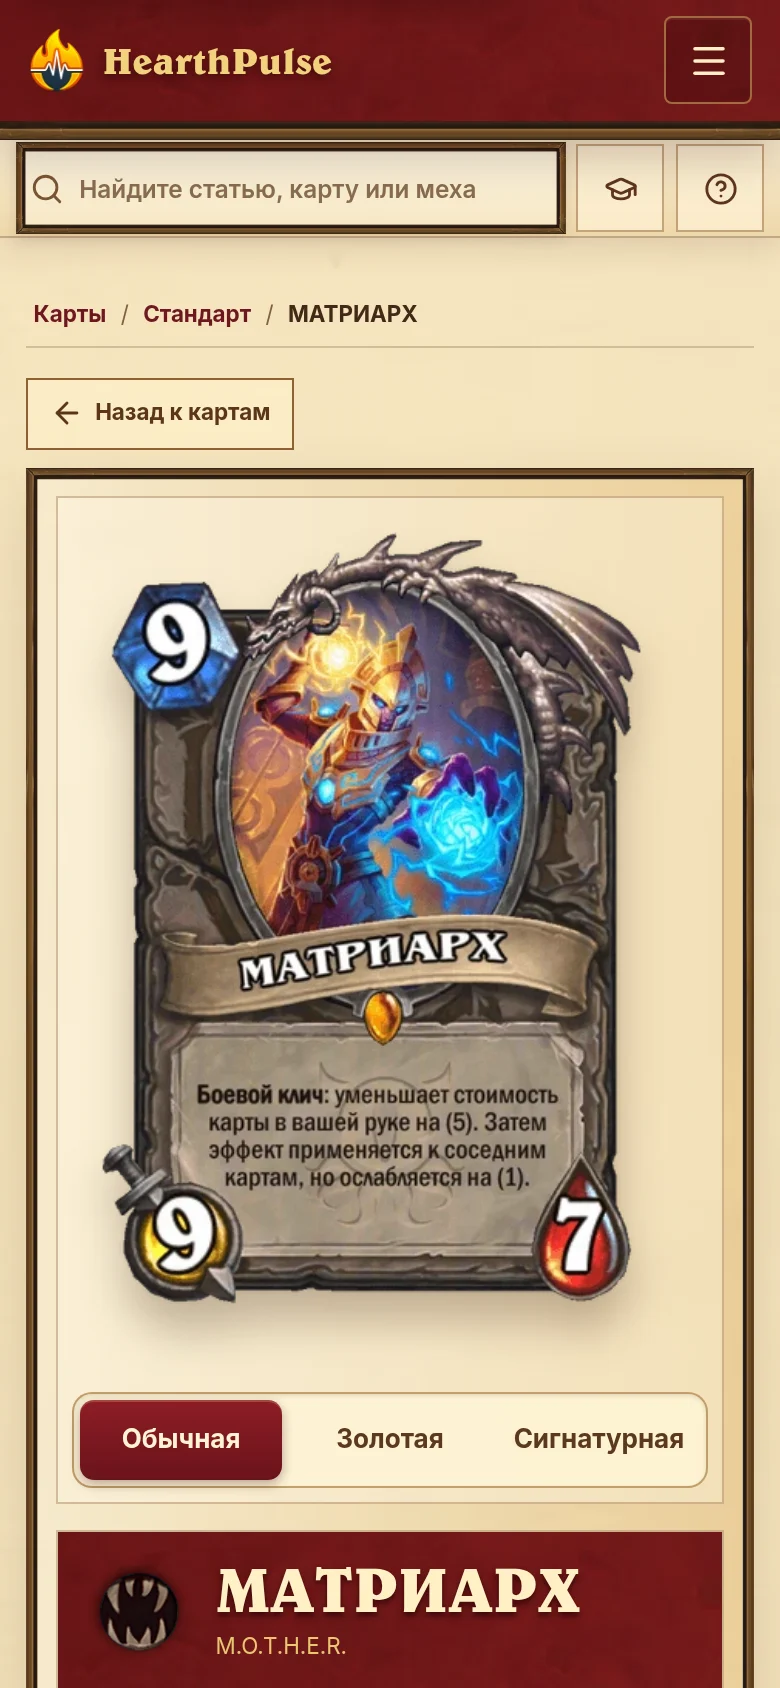 HearthPulse
Найдите статью, карту или меха
Карты / Стандарт / МАТРИАРХ
Назад к картам
9
МАТРИАРХ
Боевой клич: уменьшает стоимость
карты в вашей руке на (5). Затем
эффект применяется к соседним
картам, но ослабляется на (1).
9
7
Обычная
Золотая
Сигнатурная
МАТРИАРХ
M.O.T.H.E.R.